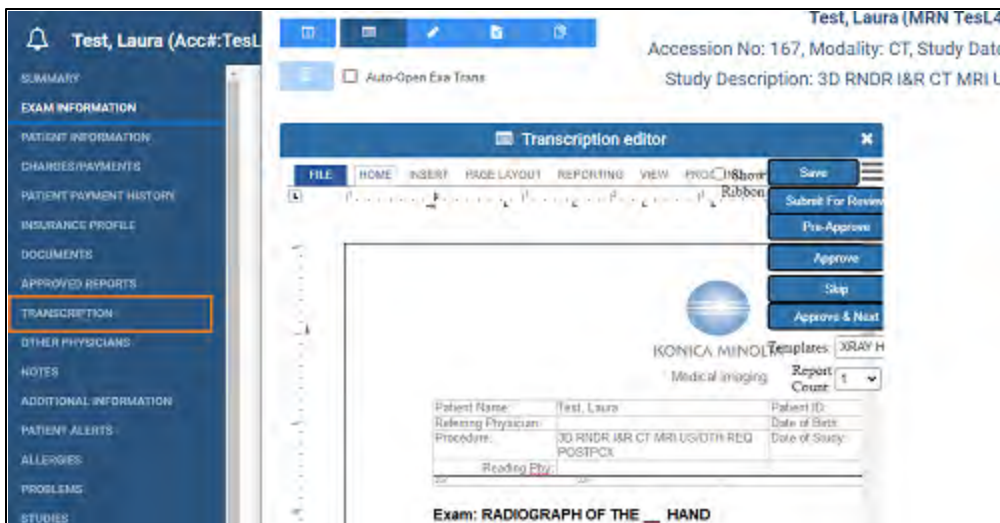 Test, Laura (Acc#:TesL
SUMMARY
EXAM INFORMATION
PATIENT INFORMATION
CHARGES/PAYMENTS
PATIENT PAYMENT HISTORY
INSURANCE PROFILE
DOCUMENTS
APPROVED REPORTS
TRANSCRIPTION
OTHER PHYSICIANS
NOTES
ADDITIONAL INFORMATION
PATIENT ALERTS
ALLERGIES
PROBLEMS
STUDIES
Test, Laura (MRN TesL4
Accession No: 167, Modality: CT, Study Date
Study Description: 3D RNDR I&R CT MRI U
Auto-Open Exa Trans
Transcription editor
FILE HOME INSERT PAGE LAYOUT REPORTING VIEW Show
Ribbon
Save
Submit For Review
Pre-Approve
Approve
Skip
Approve & Next
Templates: XRAY H
Report Count: 1
KONICA MINOLT
Medical Imaging
Patient Name: Test, Laura Patient ID:
Referring Physician: Date of Birth:
Procedure: 3D RNDR I&R CT MRI US/OTH REQ Date of Study:
POSTPCX
Reading Phy:
Exam: RADIOGRAPH OF THE __ HAND